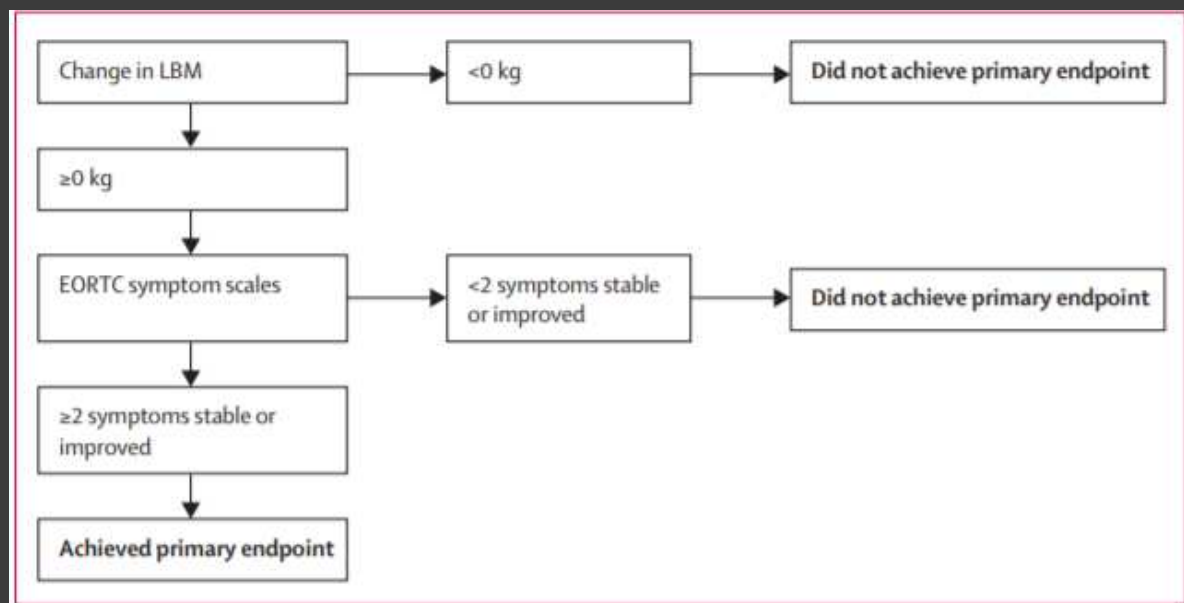 Change in LBM
<0 kg
Did not achieve primary endpoint
≥0 kg
EORTC symptom scales
<2 symptoms stable
or improved
Did not achieve primary endpoint
≥2 symptoms stable or
improved
Achieved primary endpoint